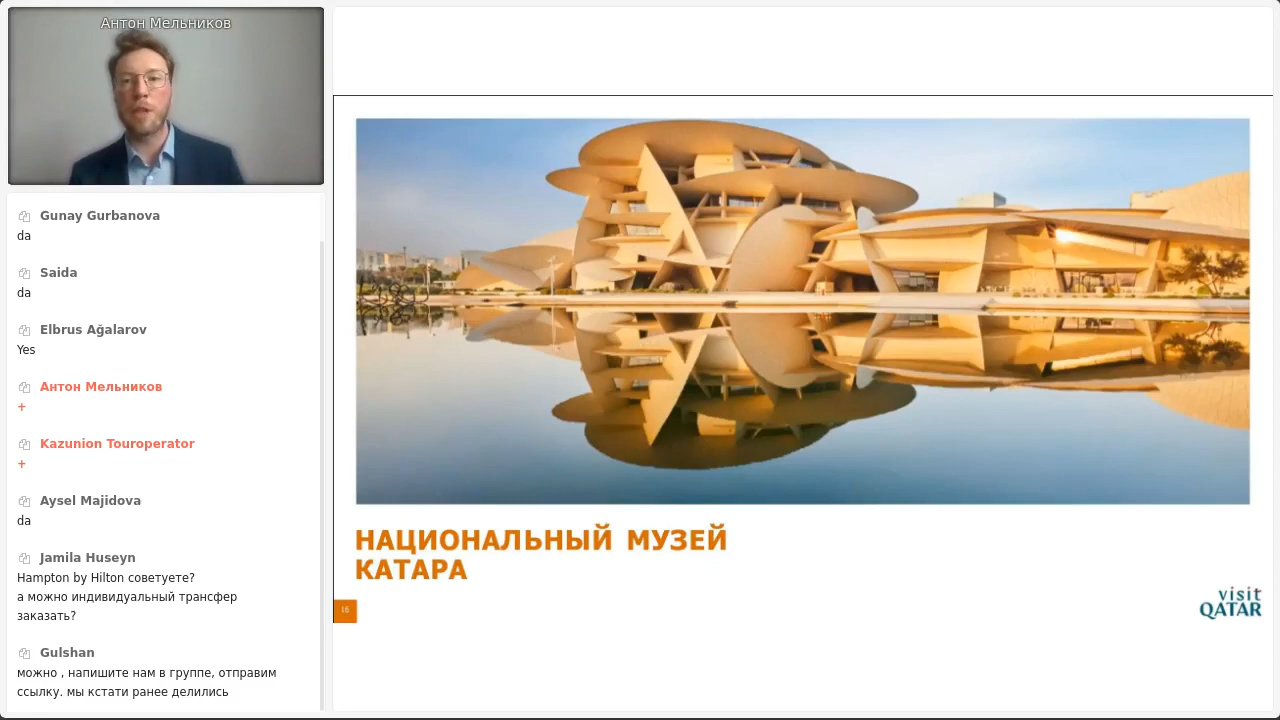 Антон Мельников
Gunay Gurbanova
da
Saida
da
Elbrus Ağalarov
Yes
Антон Мельников
+
Kazunion Touroperator
+
Aysel Majidova
da
Jamila Huseyn
Hampton by Hilton советуете?
а можно индивидуальный трансфер
заказать?
Gulshan
можно , напишите нам в группе, отправим
ссылку. мы кстати ранее делились
НАЦИОНАЛЬНЫЙ МУЗЕЙ
КАТАРА
16
visit
QATAR